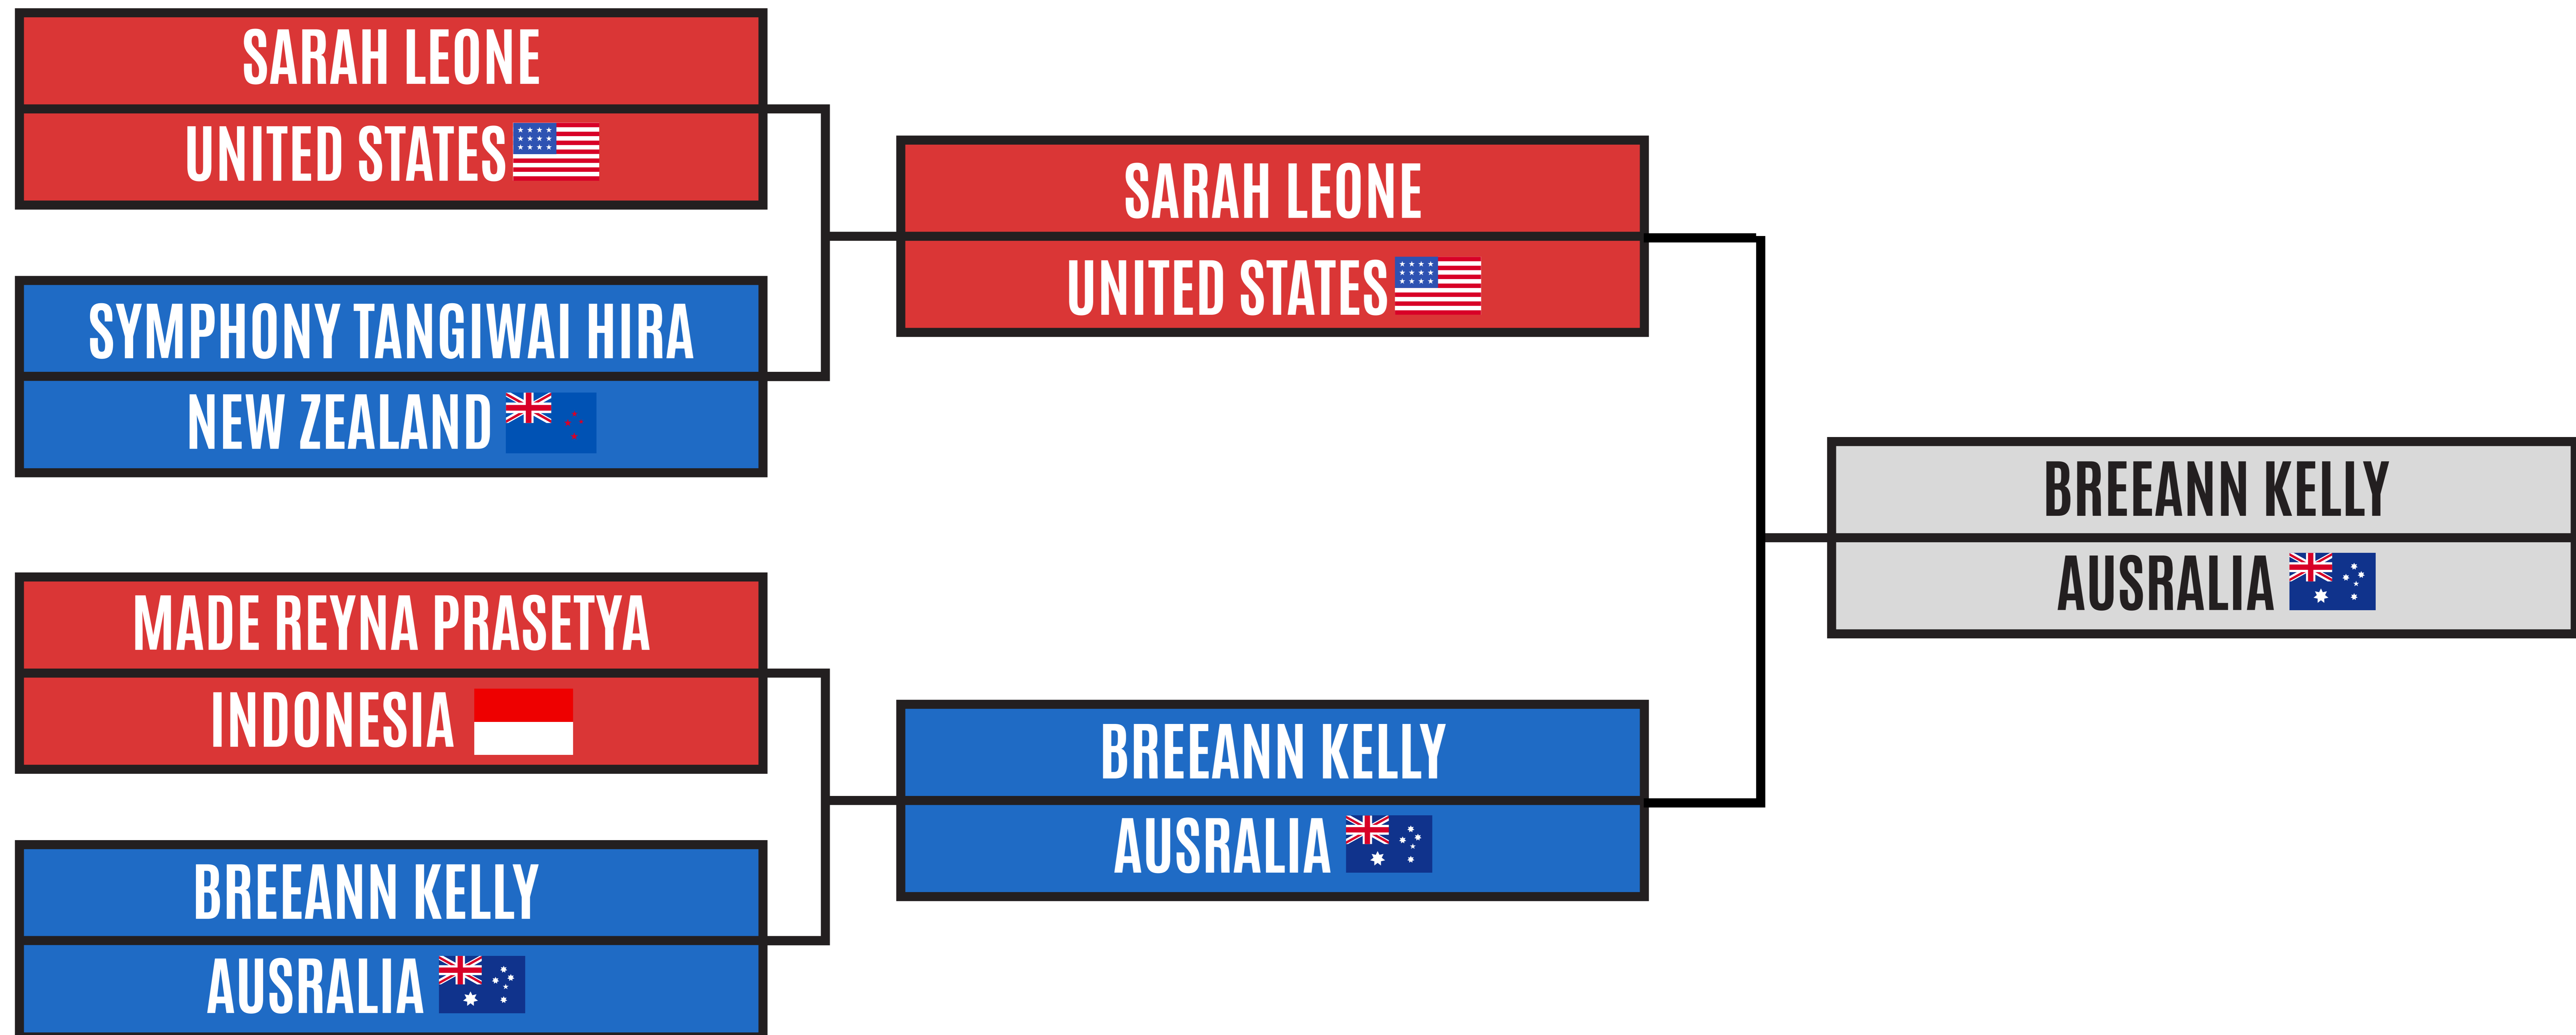 SARAH LEONE
UNITED STATES
SYMPHONY TANGIWAI HIRA
NEW ZEALAND
MADE REYNA PRASETYA
INDONESIA
BREEANN KELLY
AUSRALIA
SARAH LEONE
UNITED STATES
BREEANN KELLY
AUSRALIA
BREEANN KELLY
AUSRALIA